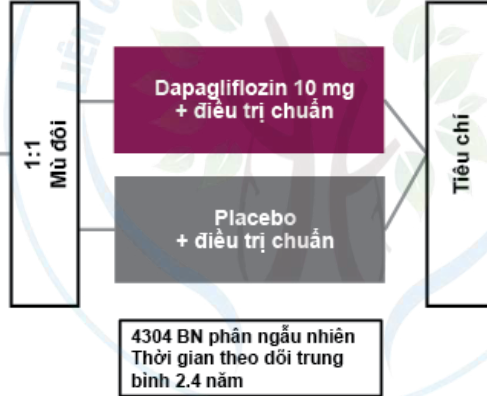 1:1
Mù đôi
Dapagliflozin 10 mg
+ điều trị chuẩn
Placebo
+ điều trị chuẩn
Tiêu chí
4304 BN phân ngẫu nhiên
Thời gian theo dõi trung
bình 2.4 năm
LIÊN